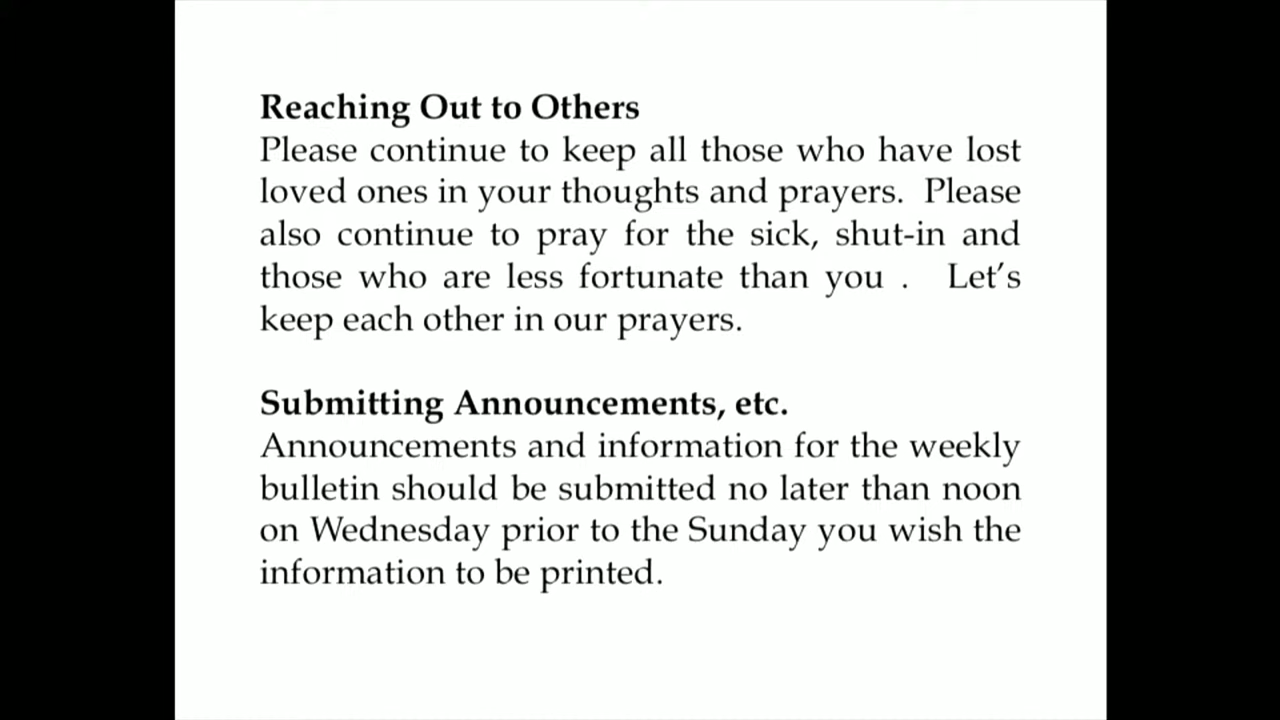 Reaching Out to Others
Please continue to keep all those who have lost
loved ones in your thoughts and prayers.  Please
also continue to pray for the sick, shut-in and
those who are less fortunate than you .   Let’s
keep each other in our prayers.
Submitting Announcements, etc.
Announcements and information for the weekly
bulletin should be submitted no later than noon
on Wednesday prior to the Sunday you wish the
information to be printed.